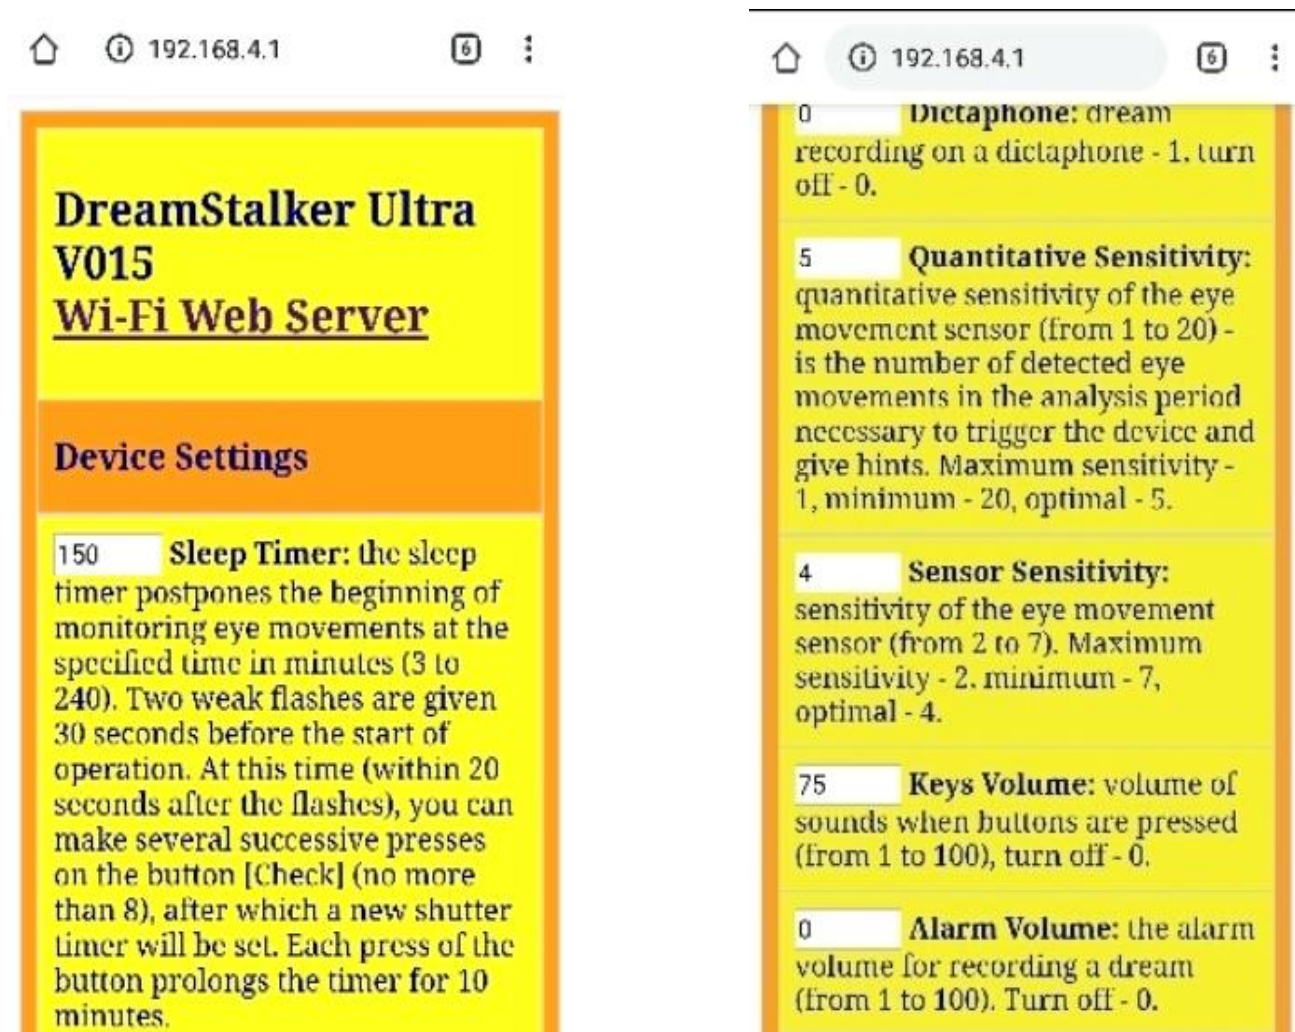 192.168.4.1
6
DreamStalker Ultra
V015
Wi-Fi Web Server
Device Settings
150 Sleep Timer: the sleep
timer postpones the beginning of
monitoring eye movements at the
specified time in minutes (3 to
240). Two weak flashes are given
30 seconds before the start of
operation. At this time (within 20
seconds after the flashes), you can
make several successive presses
on the button [Check] (no more
than 8), after which a new shutter
timer will be set. Each press of the
button prolongs the timer for 10
minutes.
192.168.4.1
6
0 Dictaphone: dream
recording on a dictaphone - 1, turn
off - 0.
5 Quantitative Sensitivity:
quantitative sensitivity of the eye
movement sensor (from 1 to 20) -
is the number of detected eye
movements in the analysis period
necessary to trigger the device and
give hints. Maximum sensitivity -
1, minimum - 20, optimal - 5.
4 Sensor Sensitivity:
sensitivity of the eye movement
sensor (from 2 to 7). Maximum
sensitivity - 2, minimum - 7,
optimal - 4.
75 Keys Volume: volume of
sounds when buttons are pressed
(from 1 to 100), turn off - 0.
0 Alarm Volume: the alarm
volume for recording a dream
(from 1 to 100). Turn off - 0.